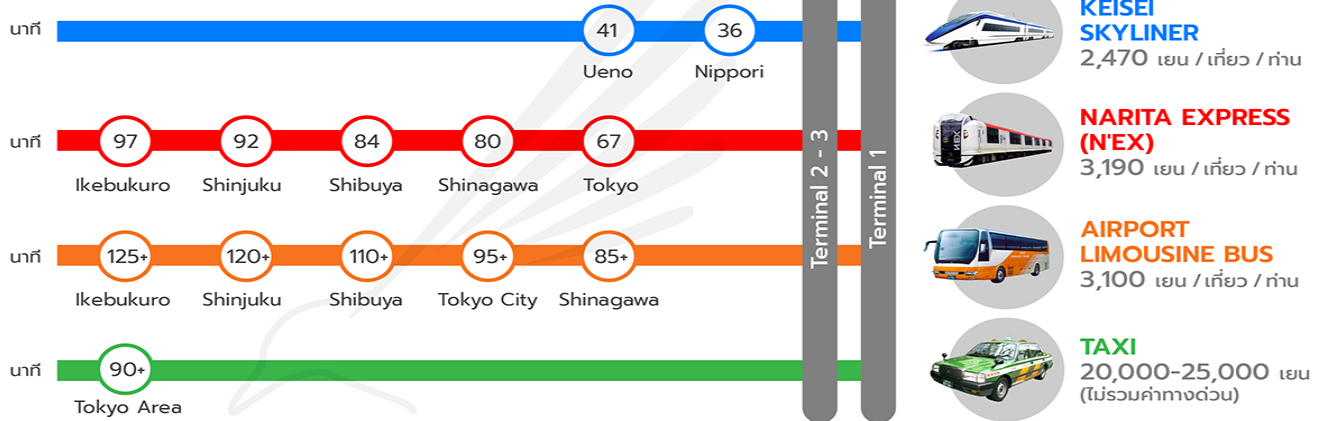 นาที
41
36
Ueno
Nippori
KEISEI
SKYLINER
2,470 เยน / เที่ยว / ท่าน
นาที
97
92
84
80
67
Ikebukuro
Shinjuku
Shibuya
Shinagawa
Tokyo
NARITA EXPRESS
(N'EX)
3,190 เยน / เที่ยว / ท่าน
Terminal 2 - 3
Terminal 1
นาที
125+
120+
110+
95+
85+
Ikebukuro
Shinjuku
Shibuya
Tokyo City
Shinagawa
AIRPORT
LIMOUSINE BUS
3,100 เยน / เที่ยว / ท่าน
นาที
90+
Tokyo Area
TAXI
20,000-25,000 เยน
(ไม่รวมค่าทางด่วน)